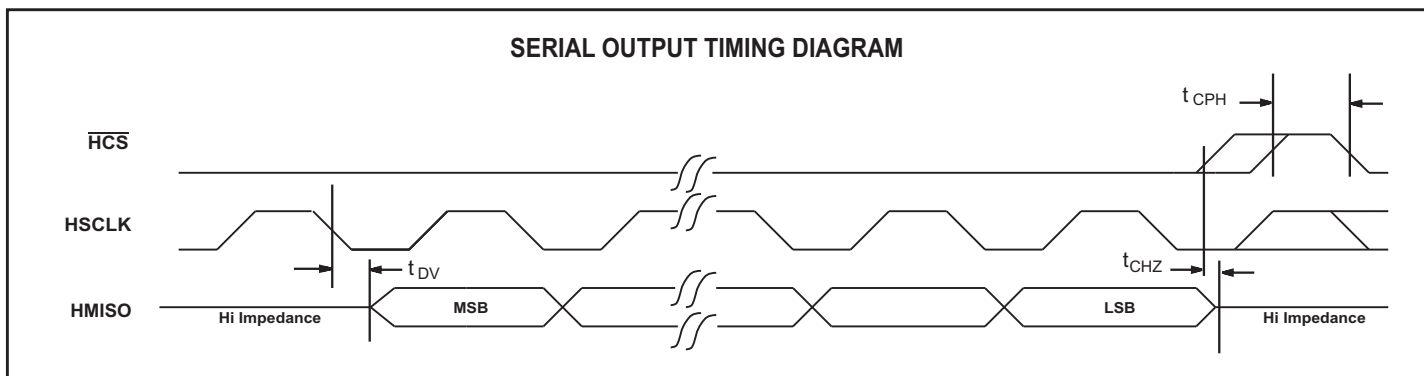 SERIAL OUTPUT TIMING DIAGRAM
t CPH
HCS
HSCLK
t DV
t CHZ
HMISO
Hi Impedance
MSB
LSB
Hi Impedance